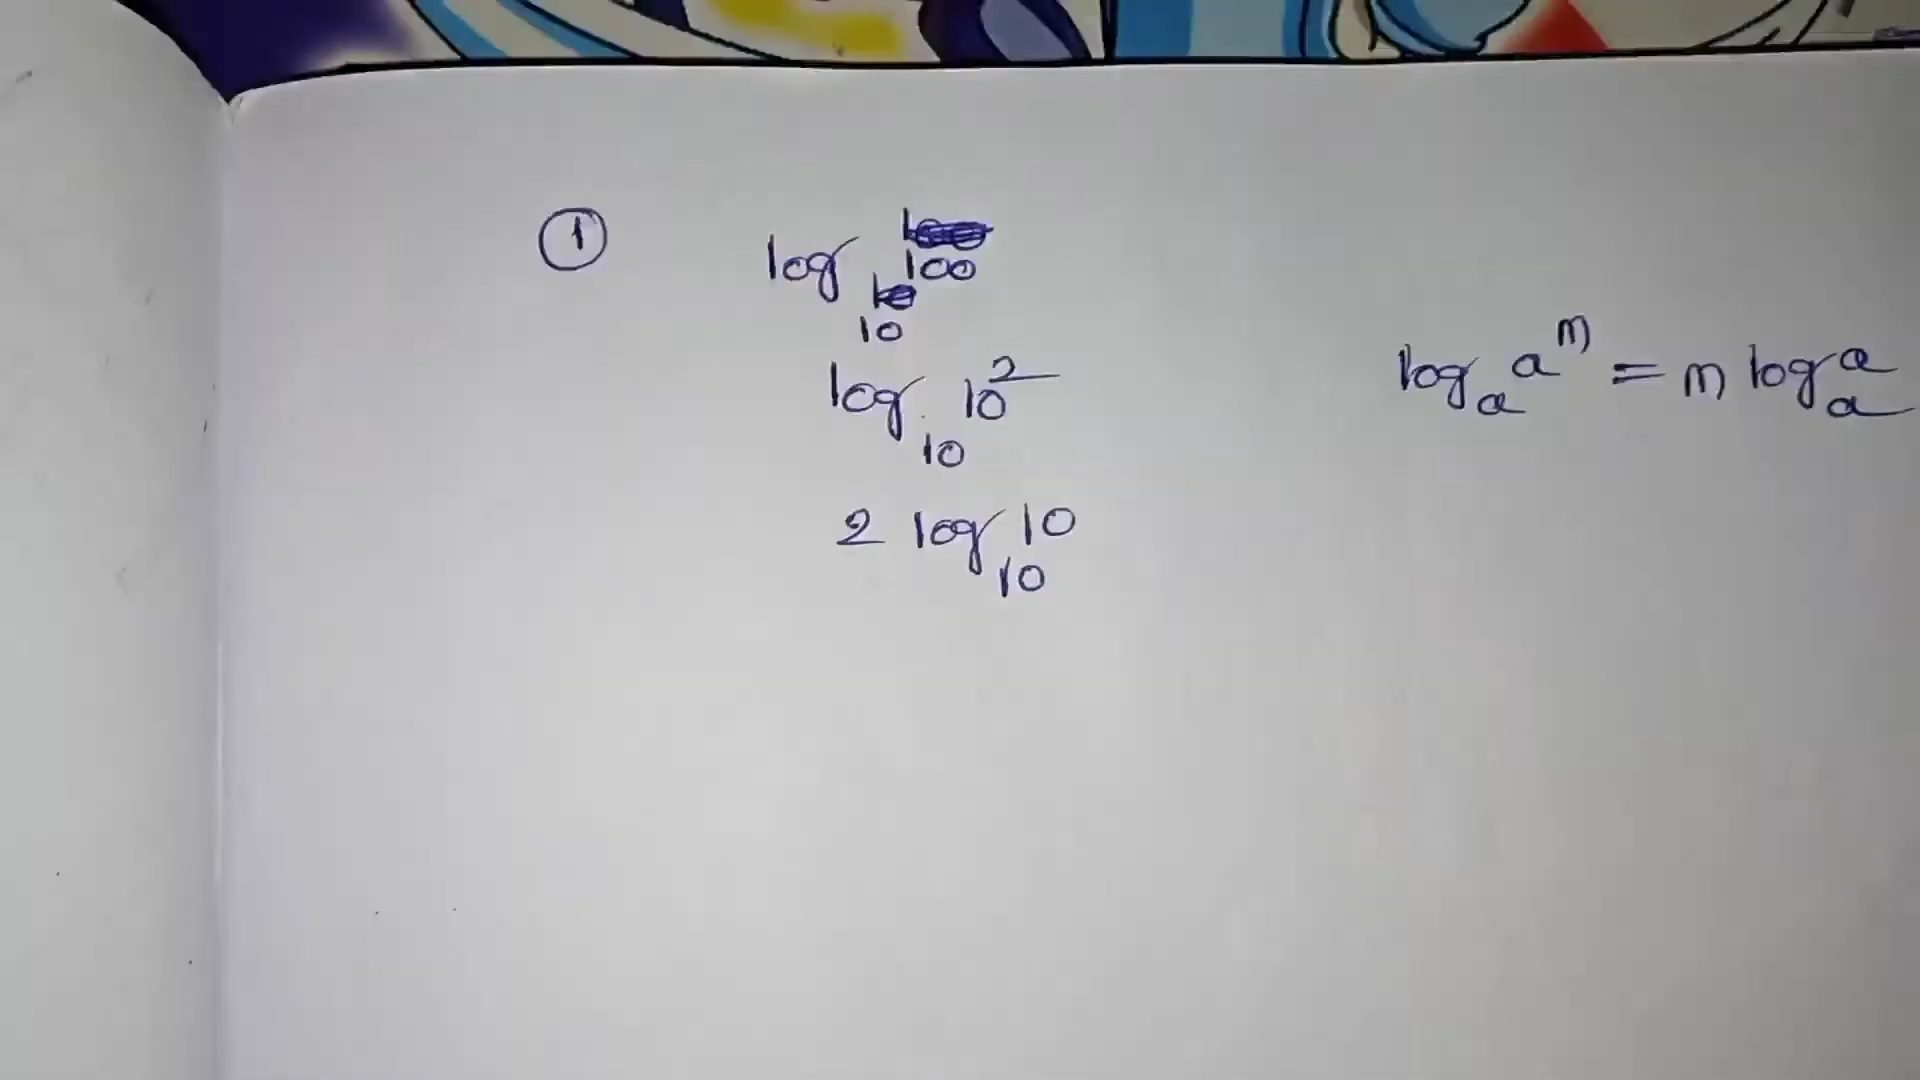 ① log₁₀ 100
log₁₀ 10²
logₐ aᵐ = m logₐ a
2 log₁₀ 10